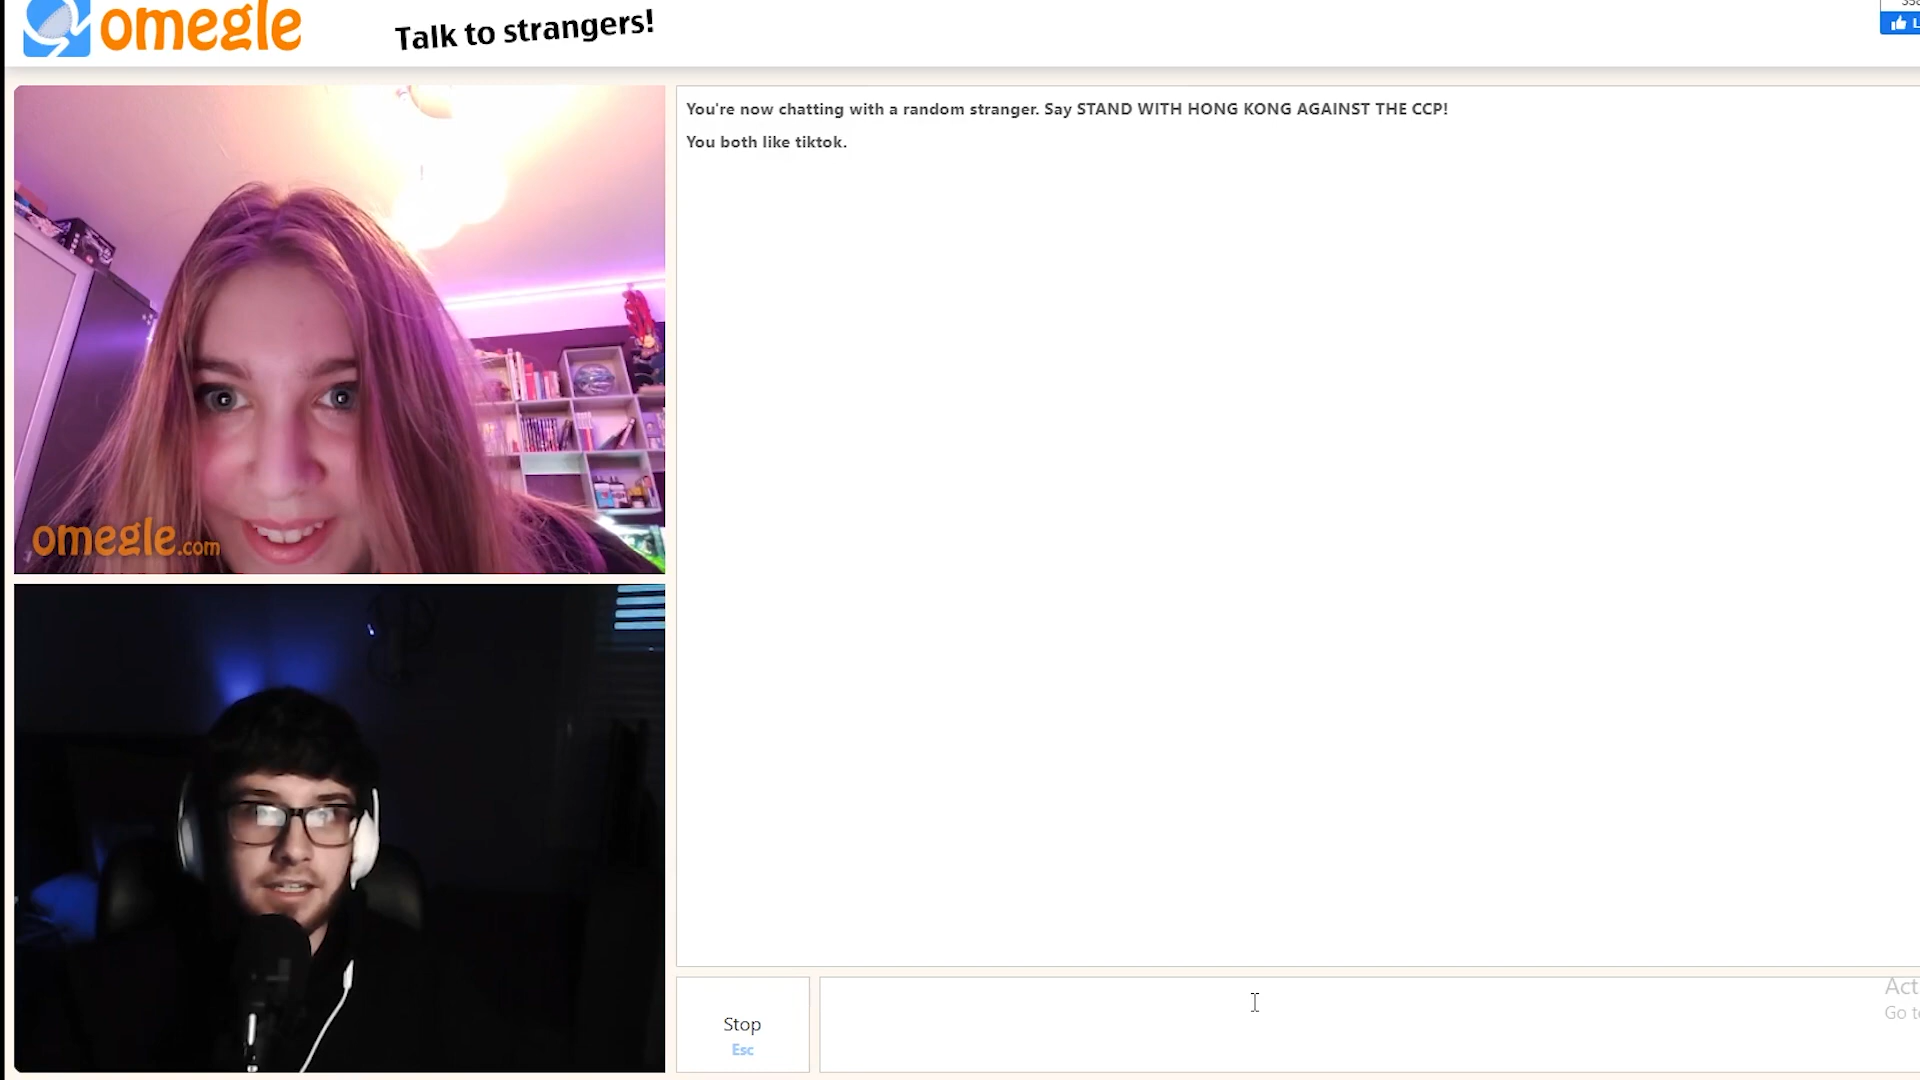 omegle
Talk to strangers!
You're now chatting with a random stranger. Say STAND WITH HONG KONG AGAINST THE CCP!
You both like tiktok.
omegle.com
Stop
Esc